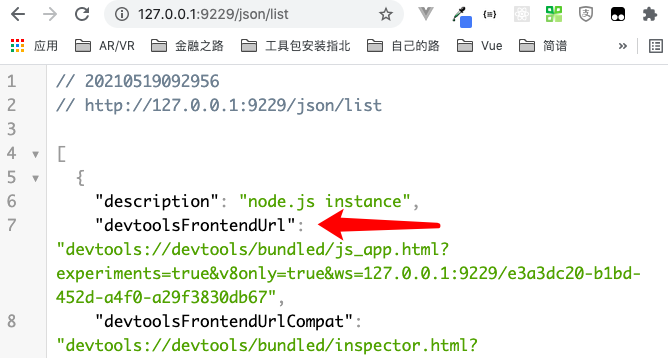 127.0.0.1:9229/json/list
应用 AR/VR 金融之路 工具包安装指北 自己的路 Vue 简谱 »
1 // 20210519092956
2 // http://127.0.0.1:9229/json/list
3
4 [
5 {
6 "description": "node.js instance",
7 "devtoolsFrontendUrl":
"devtools://devtools/bundled/js_app.html?
experiments=true&v8only=true&ws=127.0.0.1:9229/e3a3dc20-b1bd-
452d-a4f0-a29f3830db67",
8 "devtoolsFrontendUrlCompat":
"devtools://devtools/bundled/inspector.html?